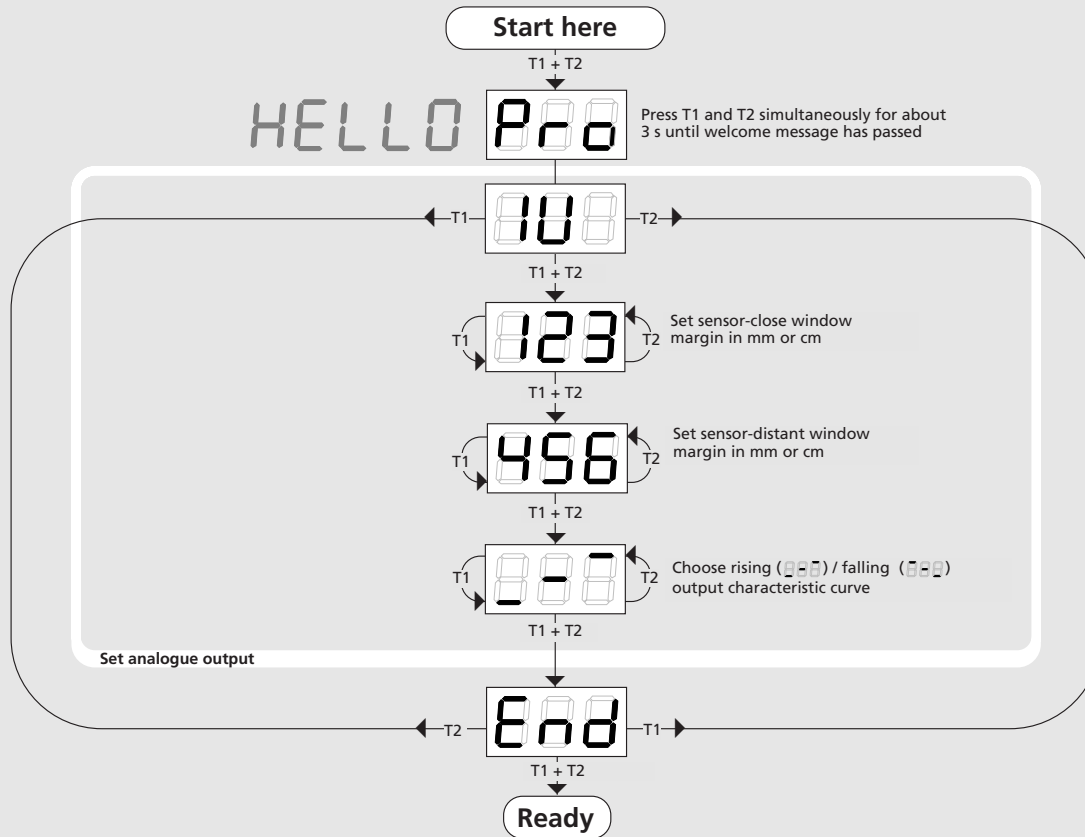 Start here
T1 + T2
HELLO Pro
Press T1 and T2 simultaneously for about
3 s until welcome message has passed
T1 IU T2
T1 + T2
T1 123 T2
Set sensor-close window
margin in mm or cm
T1 + T2
T1 456 T2
Set sensor-distant window
margin in mm or cm
T1 + T2
T1 _-¯ T2
Choose rising (_-¯) / falling (¯-_)
output characteristic curve
T1 + T2
Set analogue output
T2 End T1
T1 + T2
Ready